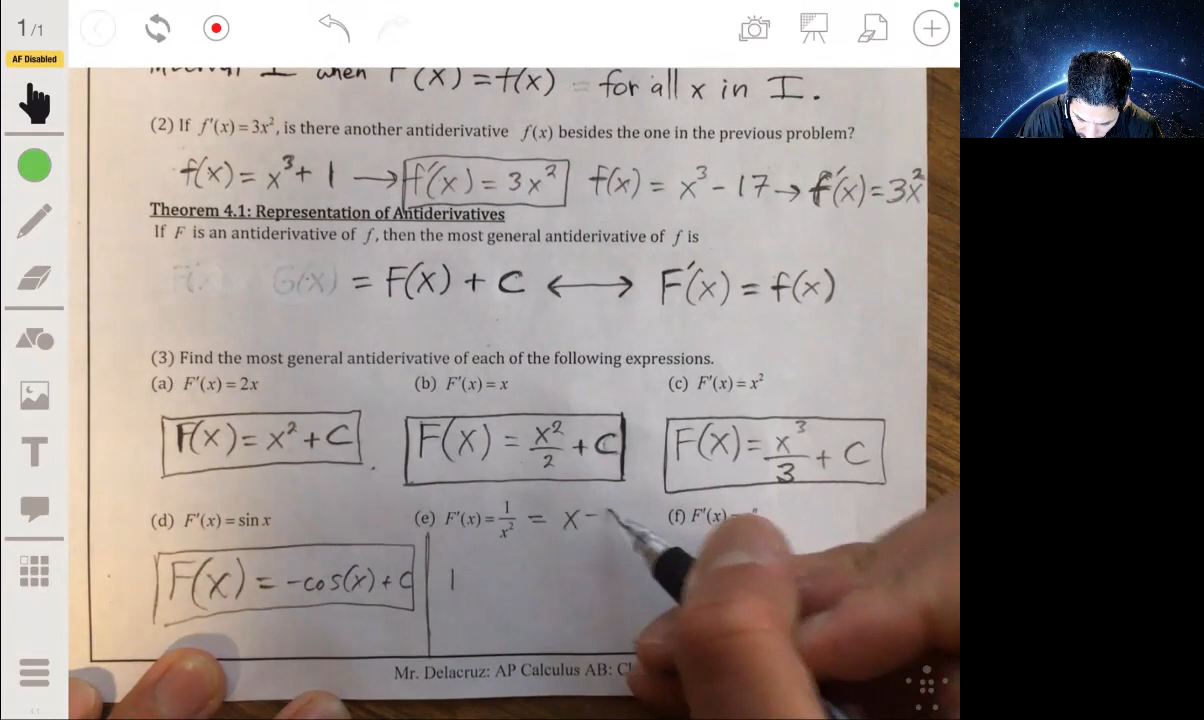 1/1
AF Disabled
when F'(x) = f(x) = for all x in I.
(2) If f'(x) = 3x², is there another antiderivative f(x) besides the one in the previous problem?
f(x) = x³ + 1 → f'(x) = 3x² f(x) = x³ - 17 → f'(x) = 3x²
Theorem 4.1: Representation of Antiderivatives
If F is an antiderivative of f, then the most general antiderivative of f is
G(x) = F(x) + C ⟷ F'(x) = f(x)
(3) Find the most general antiderivative of each of the following expressions.
(a) F'(x) = 2x (b) F'(x) = x (c) F'(x) = x²
F(x) = x² + C F(x) = x²/2 + C F(x) = x³/3 + C
(d) F'(x) = sin x (e) F'(x) = 1/x² = x - (f) F'(x)
F(x) = -cos(x) + C
Mr. Delacruz: AP Calculus AB:
T